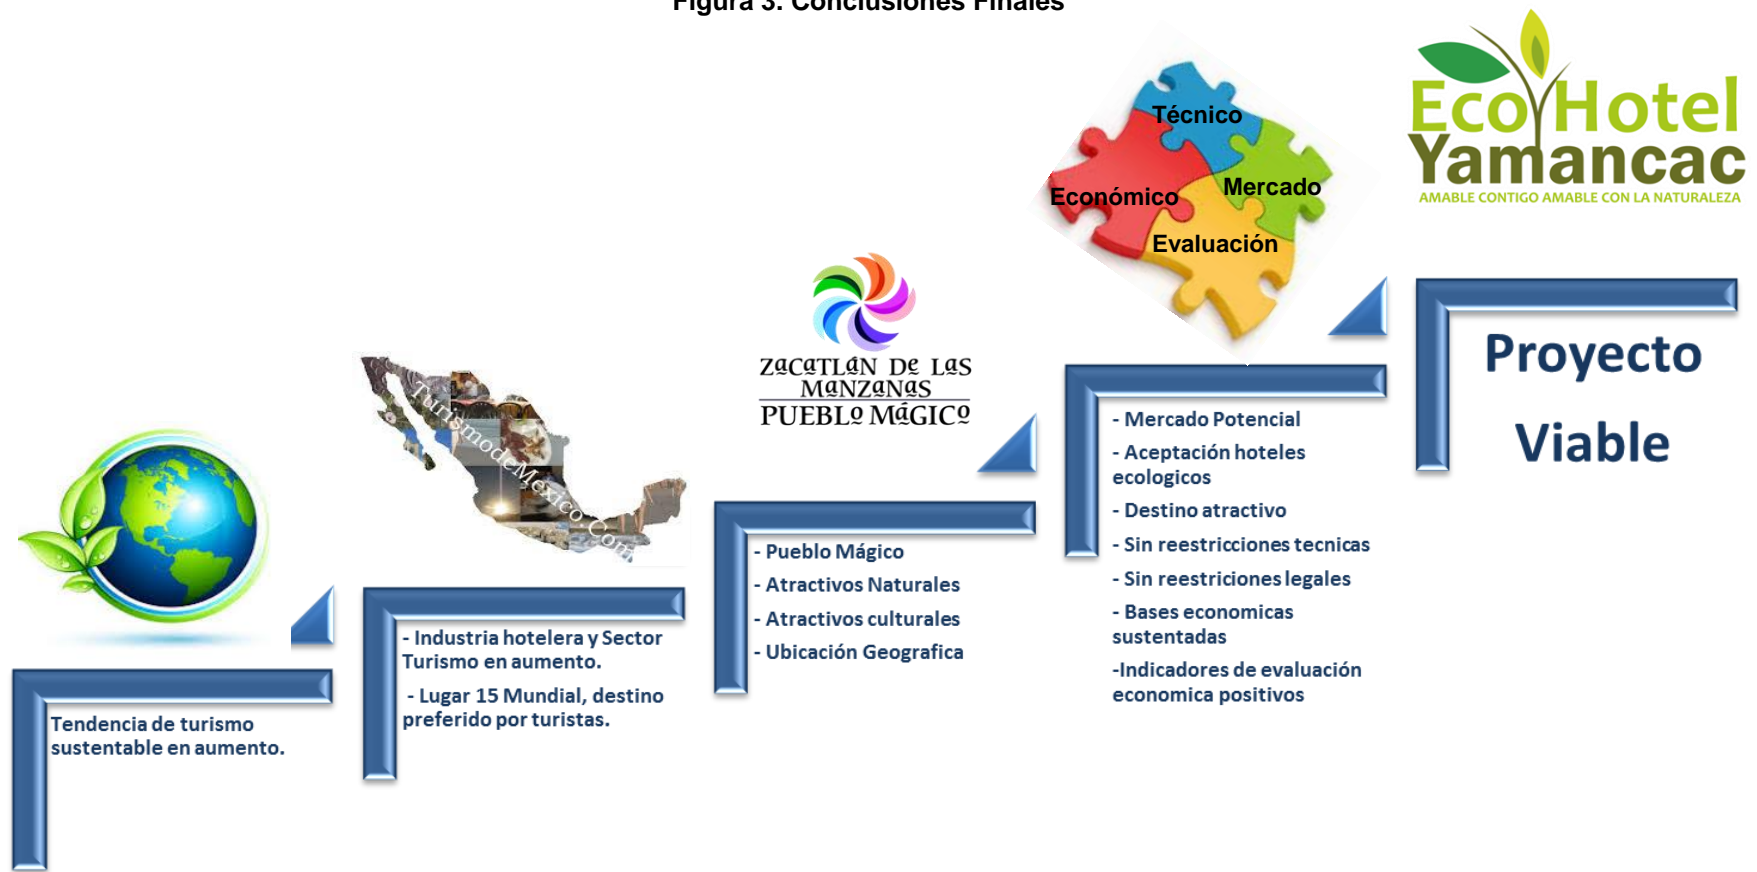 Figura 3. Conclusiones Finales
Tendencia de turismo
sustentable en aumento.
TurismodeMexico.Com
- Industria hotelera y Sector
Turismo en aumento.
- Lugar 15 Mundial, destino
preferido por turistas.
ZACATLÁN DE LAS
MANZANAS
PUEBLO MÁGICO
- Pueblo Mágico
- Atractivos Naturales
- Atractivos culturales
- Ubicación Geografica
Técnico
Económico
Mercado
Evaluación
- Mercado Potencial
- Aceptación hoteles
ecologicos
- Destino atractivo
- Sin reestricciones tecnicas
- Sin reestriciones legales
- Bases economicas
sustentadas
-Indicadores de evaluación
economica positivos
Eco Hotel
Yamancac
AMABLE CONTIGO AMABLE CON LA NATURALEZA
Proyecto
Viable